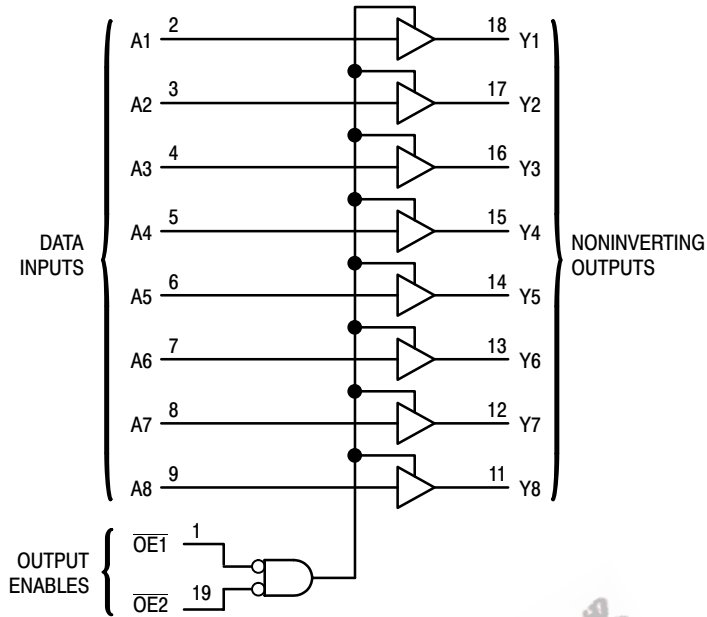 A1 2 18 Y1
A2 3 17 Y2
A3 4 16 Y3
A4 5 15 Y4
DATA
INPUTS
NONINVERTING
OUTPUTS
A5 6 14 Y5
A6 7 13 Y6
A7 8 12 Y7
A8 9 11 Y8
OUTPUT
ENABLES
O̅E̅1̅ 1
O̅E̅2̅ 19